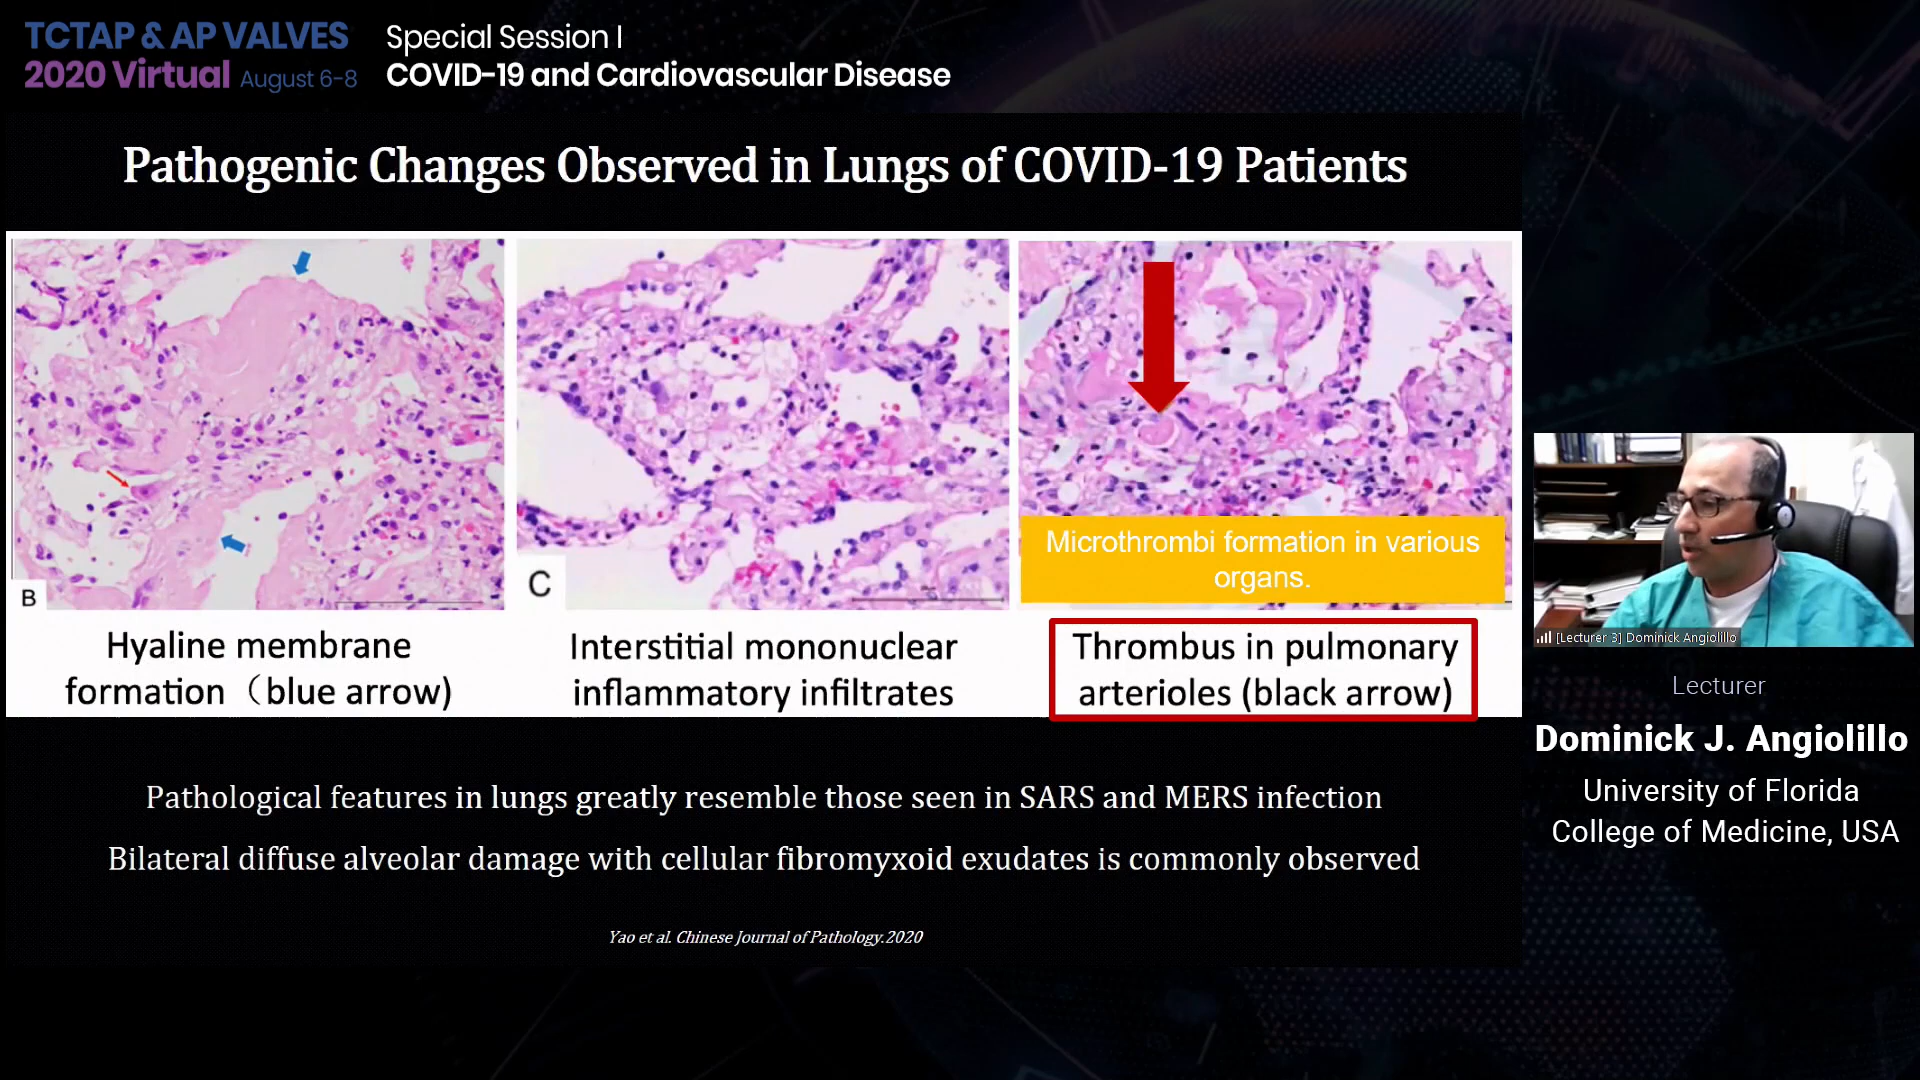 TCTAP & AP VALVES
2020 Virtual August 6-8
Special Session I
COVID-19 and Cardiovascular Disease
Pathogenic Changes Observed in Lungs of COVID-19 Patients
B
C
Microthrombi formation in various
organs.
Hyaline membrane
formation（blue arrow)
Interstitial mononuclear
inflammatory infiltrates
Thrombus in pulmonary
arterioles (black arrow)
Pathological features in lungs greatly resemble those seen in SARS and MERS infection
Bilateral diffuse alveolar damage with cellular fibromyxoid exudates is commonly observed
Yao et al. Chinese Journal of Pathology.2020
[Lecturer 3] Dominick Angiolillo
Lecturer
Dominick J. Angiolillo
University of Florida
College of Medicine, USA